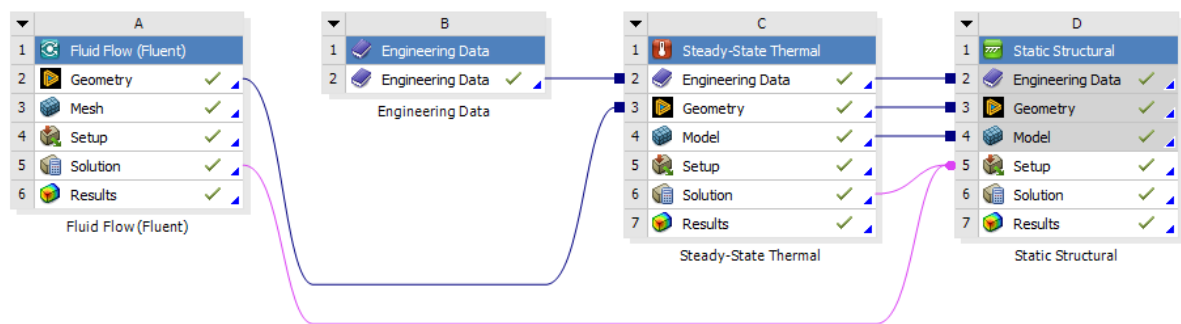 A
1 Fluid Flow (Fluent)
2 Geometry
3 Mesh
4 Setup
5 Solution
6 Results
Fluid Flow (Fluent)
B
1 Engineering Data
2 Engineering Data
Engineering Data
C
1 Steady-State Thermal
2 Engineering Data
3 Geometry
4 Model
5 Setup
6 Solution
7 Results
Steady-State Thermal
D
1 Static Structural
2 Engineering Data
3 Geometry
4 Model
5 Setup
6 Solution
7 Results
Static Structural